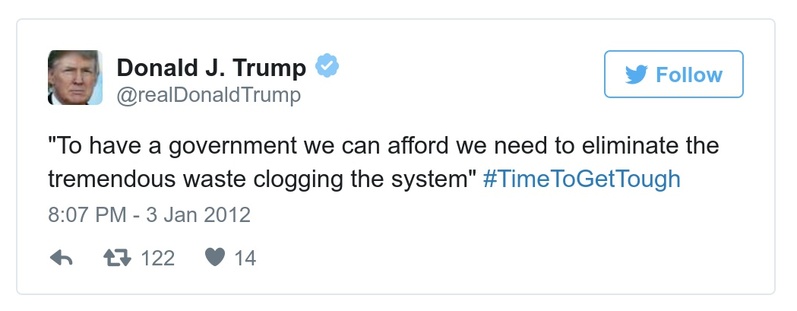 Donald J. Trump
@realDonaldTrump
Follow
"To have a government we can afford we need to eliminate the
tremendous waste clogging the system" #TimeToGetTough
8:07 PM - 3 Jan 2012
122 14